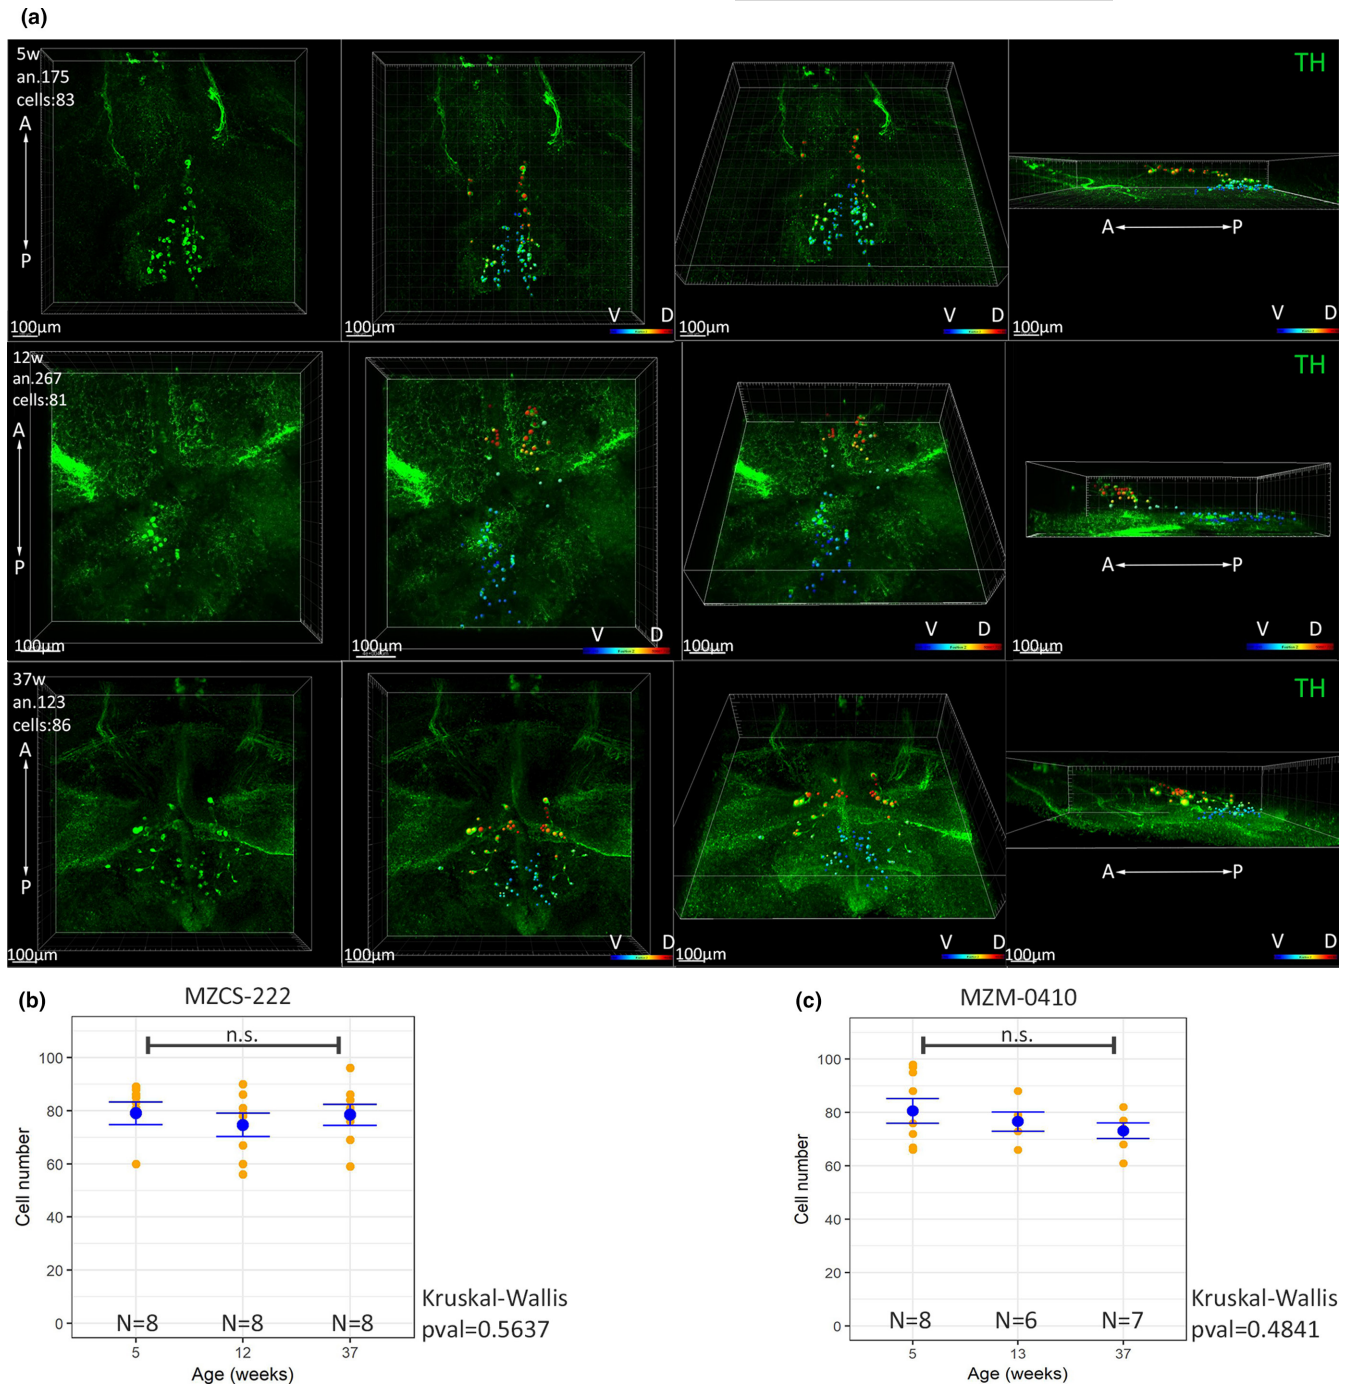 (a)
5w
an.175
cells:83
A
P
100µm
V D
100µm
V D
100µm
TH
A P
V D
100µm
12w
an.267
cells:81
A
P
100µm
V D
100µm
V D
100µm
TH
A P
V D
100µm
37w
an.123
cells:86
A
P
100µm
V D
100µm
V D
100µm
TH
A P
V D
100µm
(b)
MZCS-222
n.s.
Cell number
100
80
60
40
20
0
N=8 N=8 N=8
5 12 37
Age (weeks)
Kruskal-Wallis
pval=0.5637
(c)
MZM-0410
n.s.
Cell number
100
80
60
40
20
0
N=8 N=6 N=7
5 13 37
Age (weeks)
Kruskal-Wallis
pval=0.4841